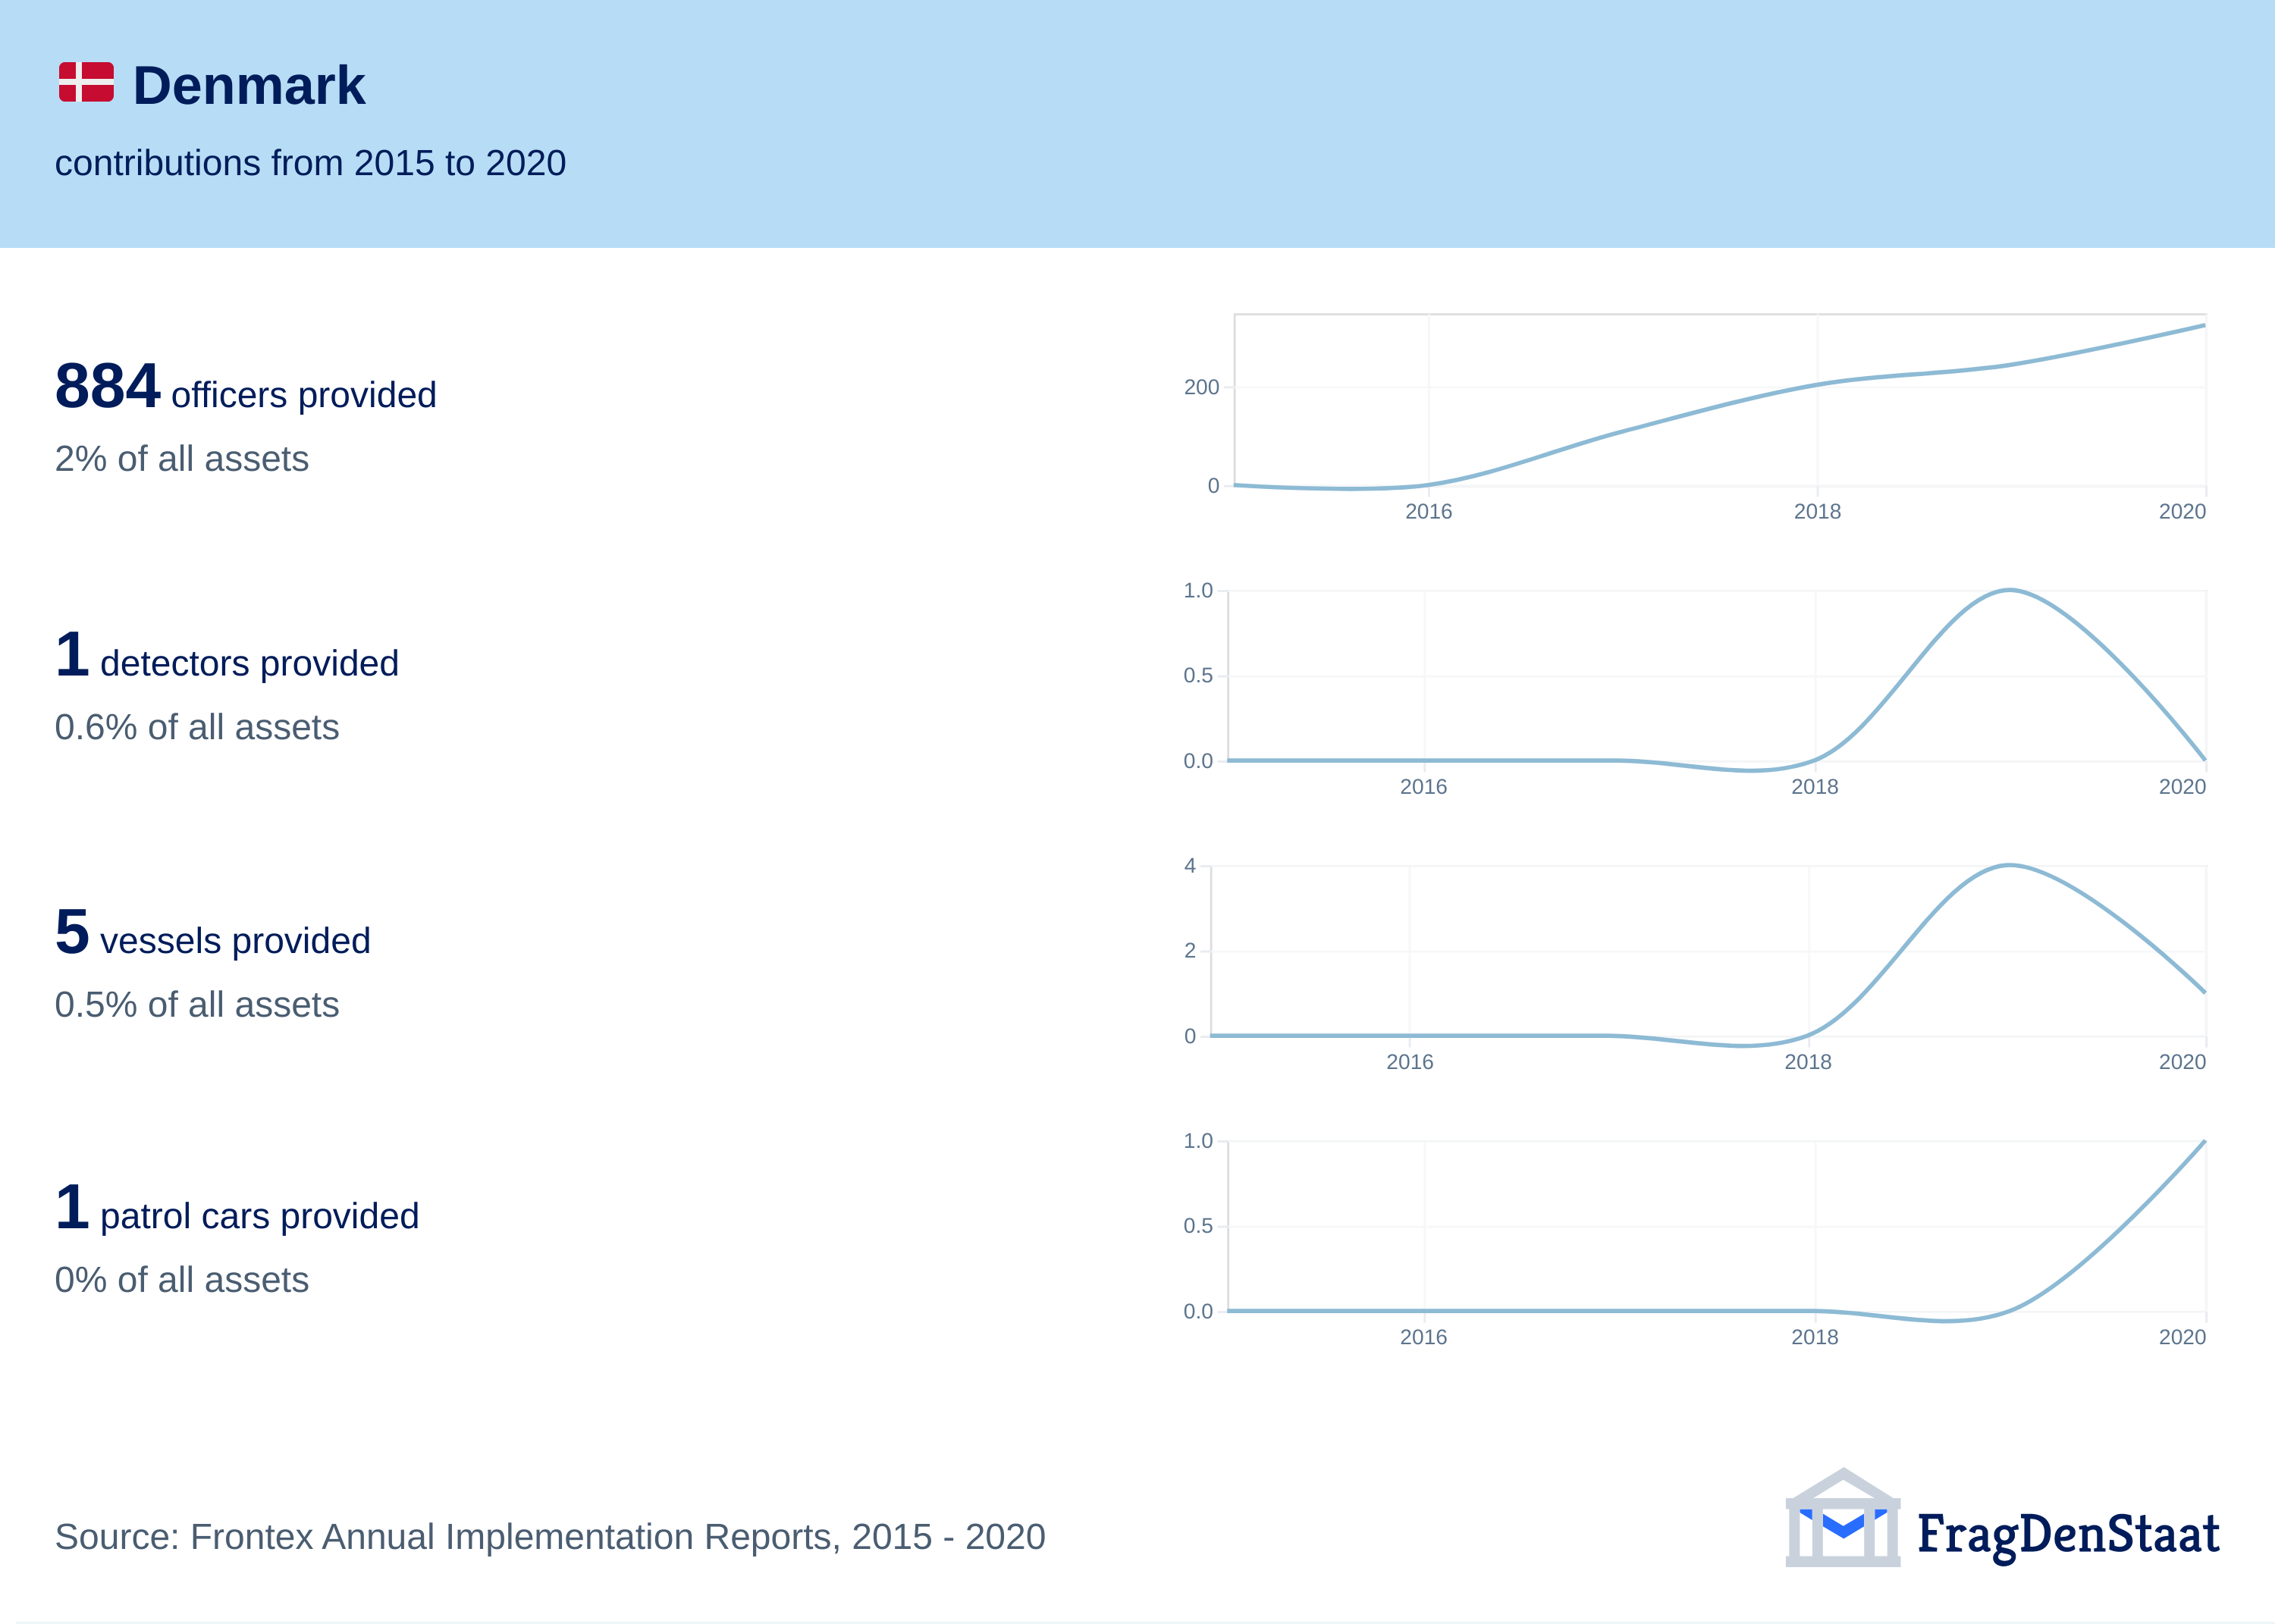 Denmark
contributions from 2015 to 2020
884 officers provided
2% of all assets
200
0
2016 2018 2020
1 detectors provided
0.6% of all assets
1.0
0.5
0.0
2016 2018 2020
5 vessels provided
0.5% of all assets
4
2
0
2016 2018 2020
1 patrol cars provided
0% of all assets
1.0
0.5
0.0
2016 2018 2020
Source: Frontex Annual Implementation Reports, 2015 - 2020
FragDenStaat